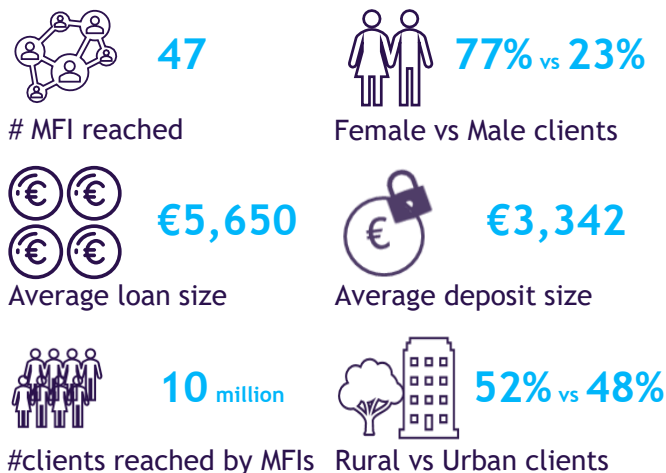 47
77% vs 23%
# MFI reached
Female vs Male clients
€ €
€ €
€5,650
€
€3,342
Average loan size
Average deposit size
10 million
52% vs 48%
#clients reached by MFIs
Rural vs Urban clients